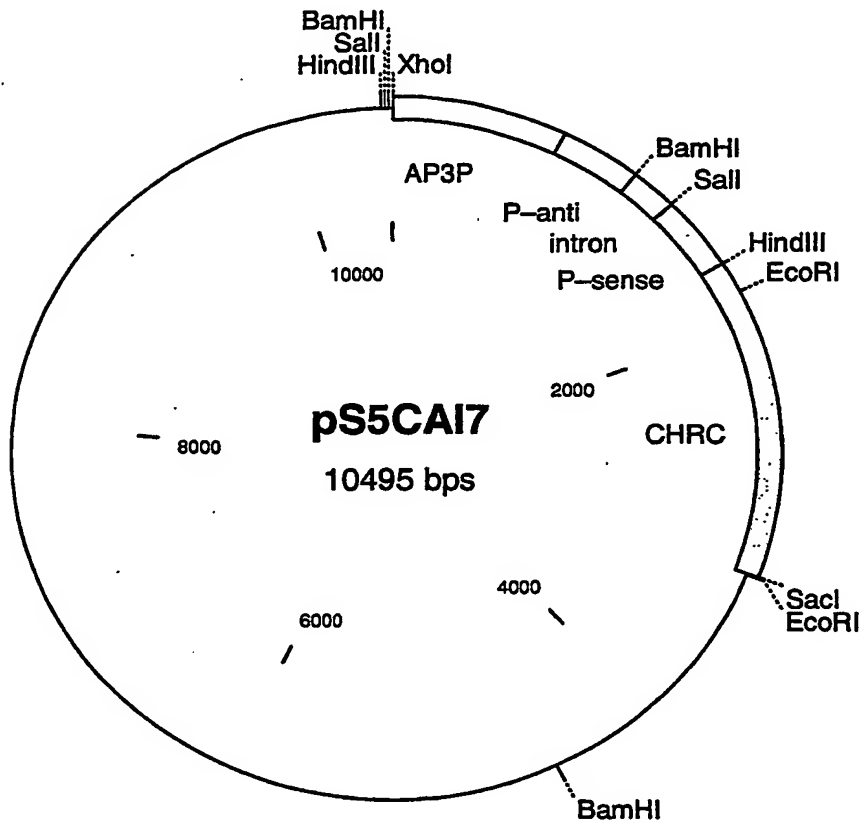 BamHI
SalI
HindIII XhoI
BamHI
AP3P
SalI
P–anti
intron
HindIII
10000
P–sense
EcoRI
2000
pS5CAI7
CHRC
8000
10495 bps
4000
SacI
6000
EcoRI
BamHI